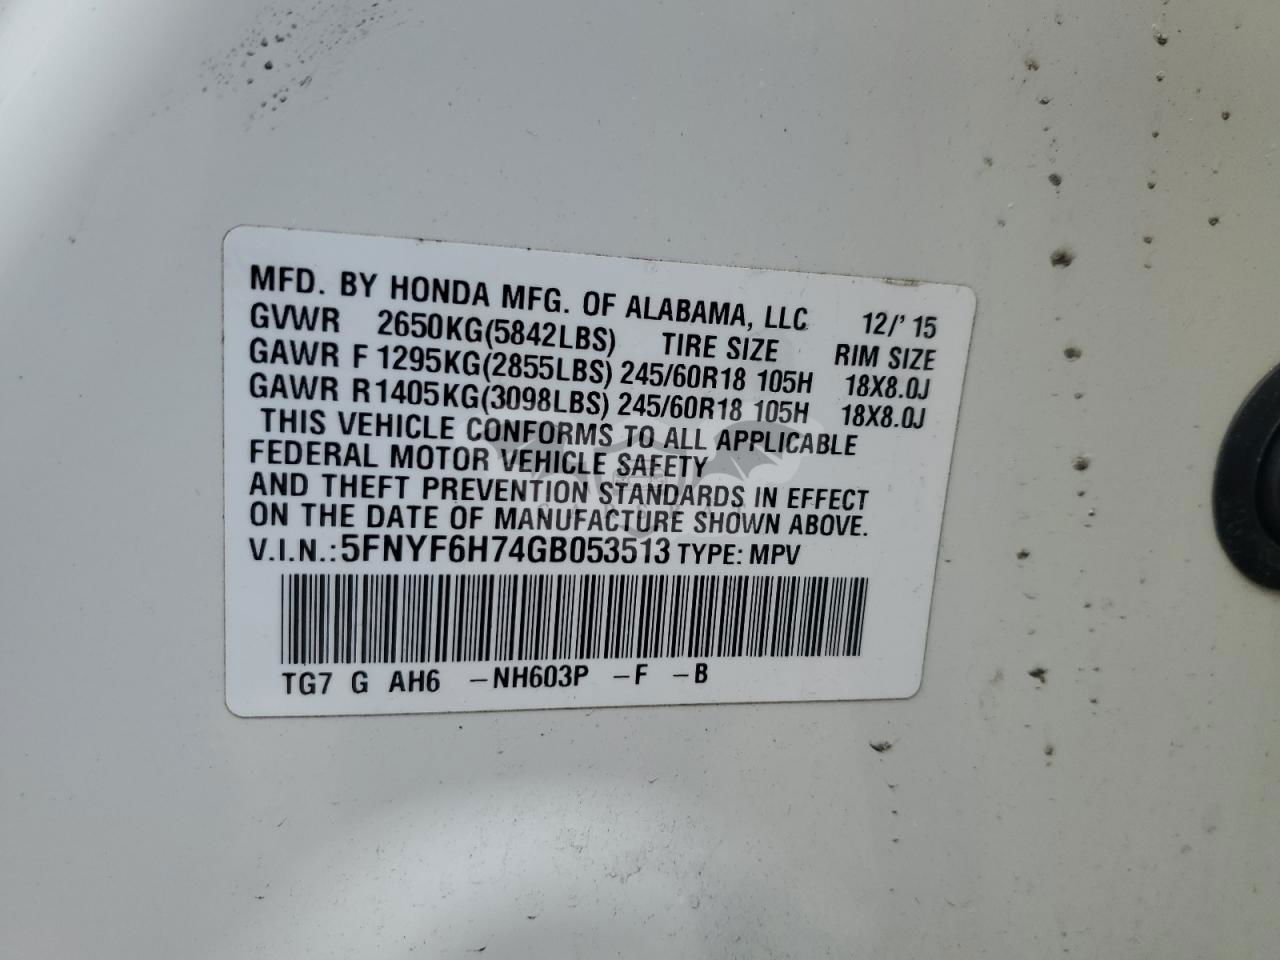 MFD. BY HONDA MFG. OF ALABAMA, LLC 12/'15
GVWR 2650KG(5842LBS) TIRE SIZE RIM SIZE
GAWR F 1295KG(2855LBS) 245/60R18 105H 18X8.0J
GAWR R 1405KG(3098LBS) 245/60R18 105H 18X8.0J
THIS VEHICLE CONFORMS TO ALL APPLICABLE
FEDERAL MOTOR VEHICLE SAFETY
AND THEFT PREVENTION STANDARDS IN EFFECT
ON THE DATE OF MANUFACTURE SHOWN ABOVE.
V.I.N.: 5FNYF6H74GB053513 TYPE: MPV
TG7 G AH6 -NH603P -F -B